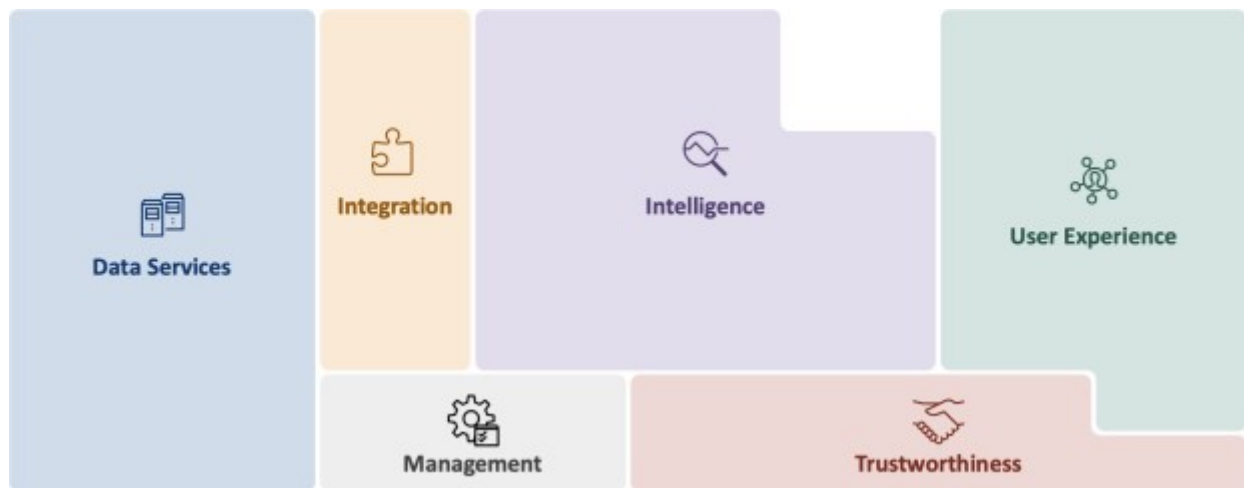 Data Services
Integration
Intelligence
User Experience
Management
Trustworthiness